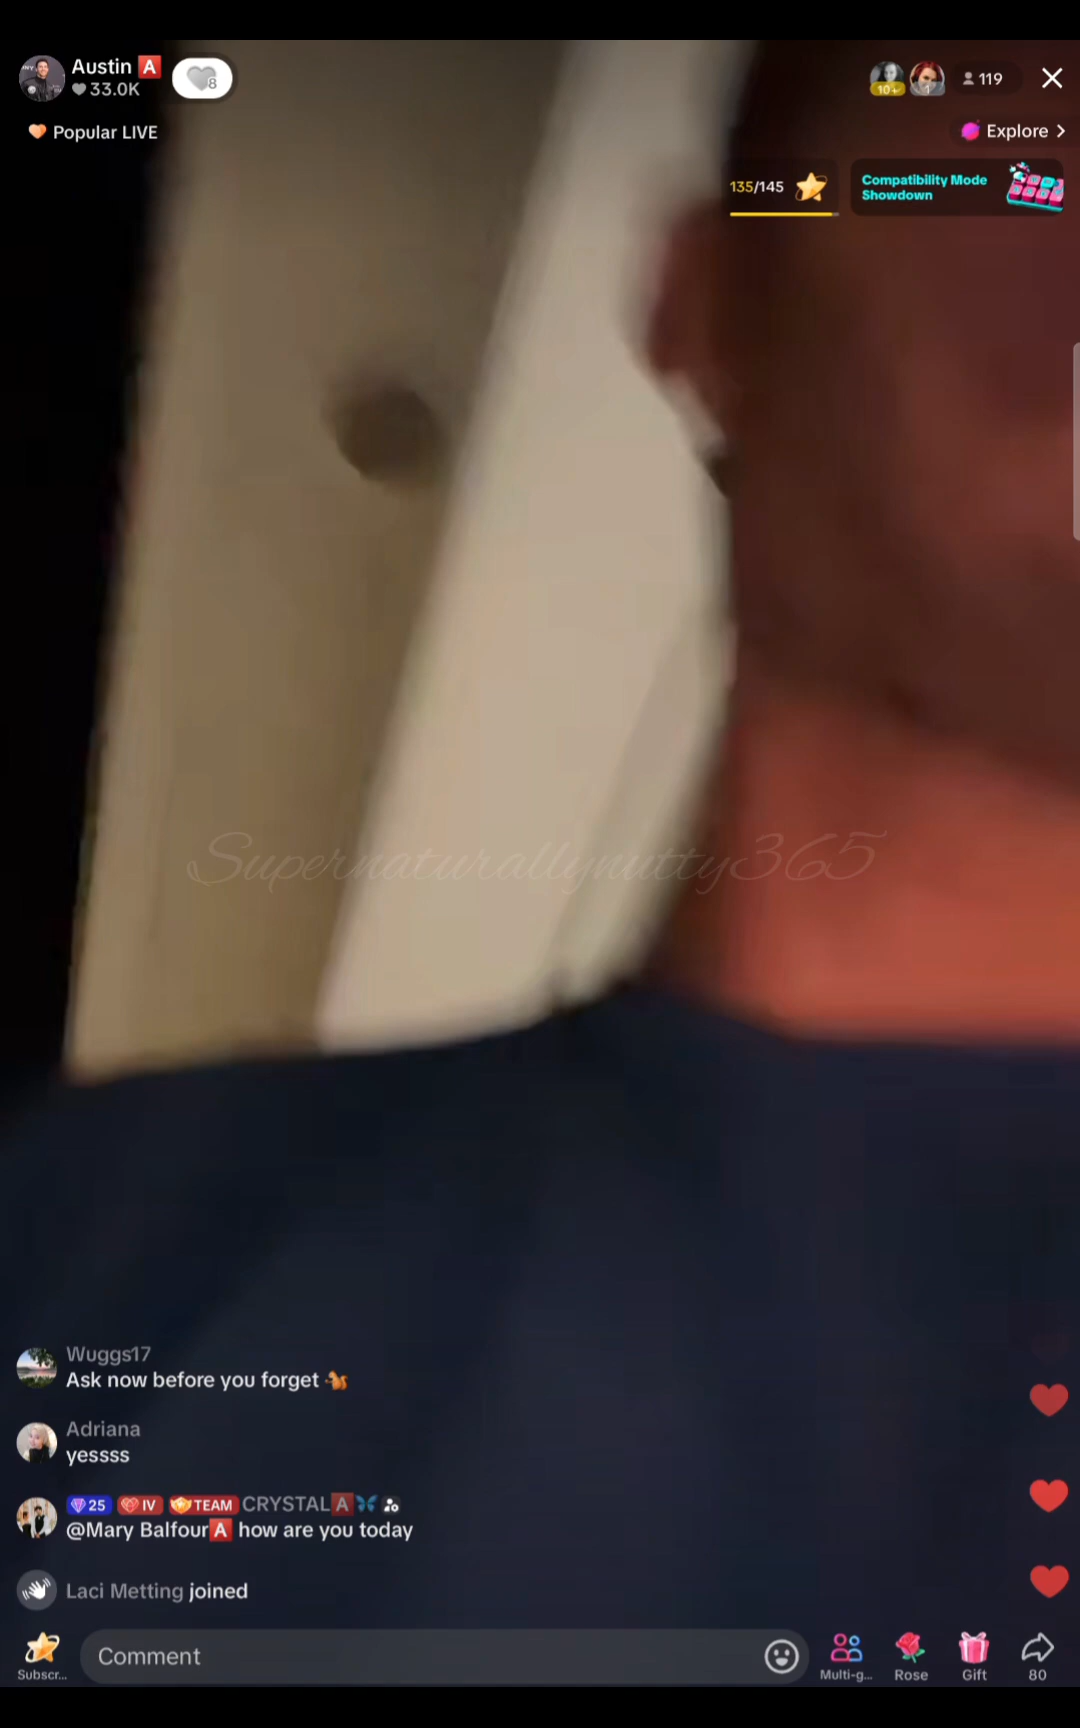 Austin 🅰
33.0K
8
10+
1
119
Popular LIVE
Explore >
135/145
Compatibility Mode
Showdown
Supernaturallynutty365
Wuggs17
Ask now before you forget 🐿️
Adriana
yessss
25 IV TEAM CRYSTAL🅰🦋
@Mary Balfour🅰 how are you today
Laci Metting joined
Comment
Subscr...
Multi-g...
Rose
Gift
80